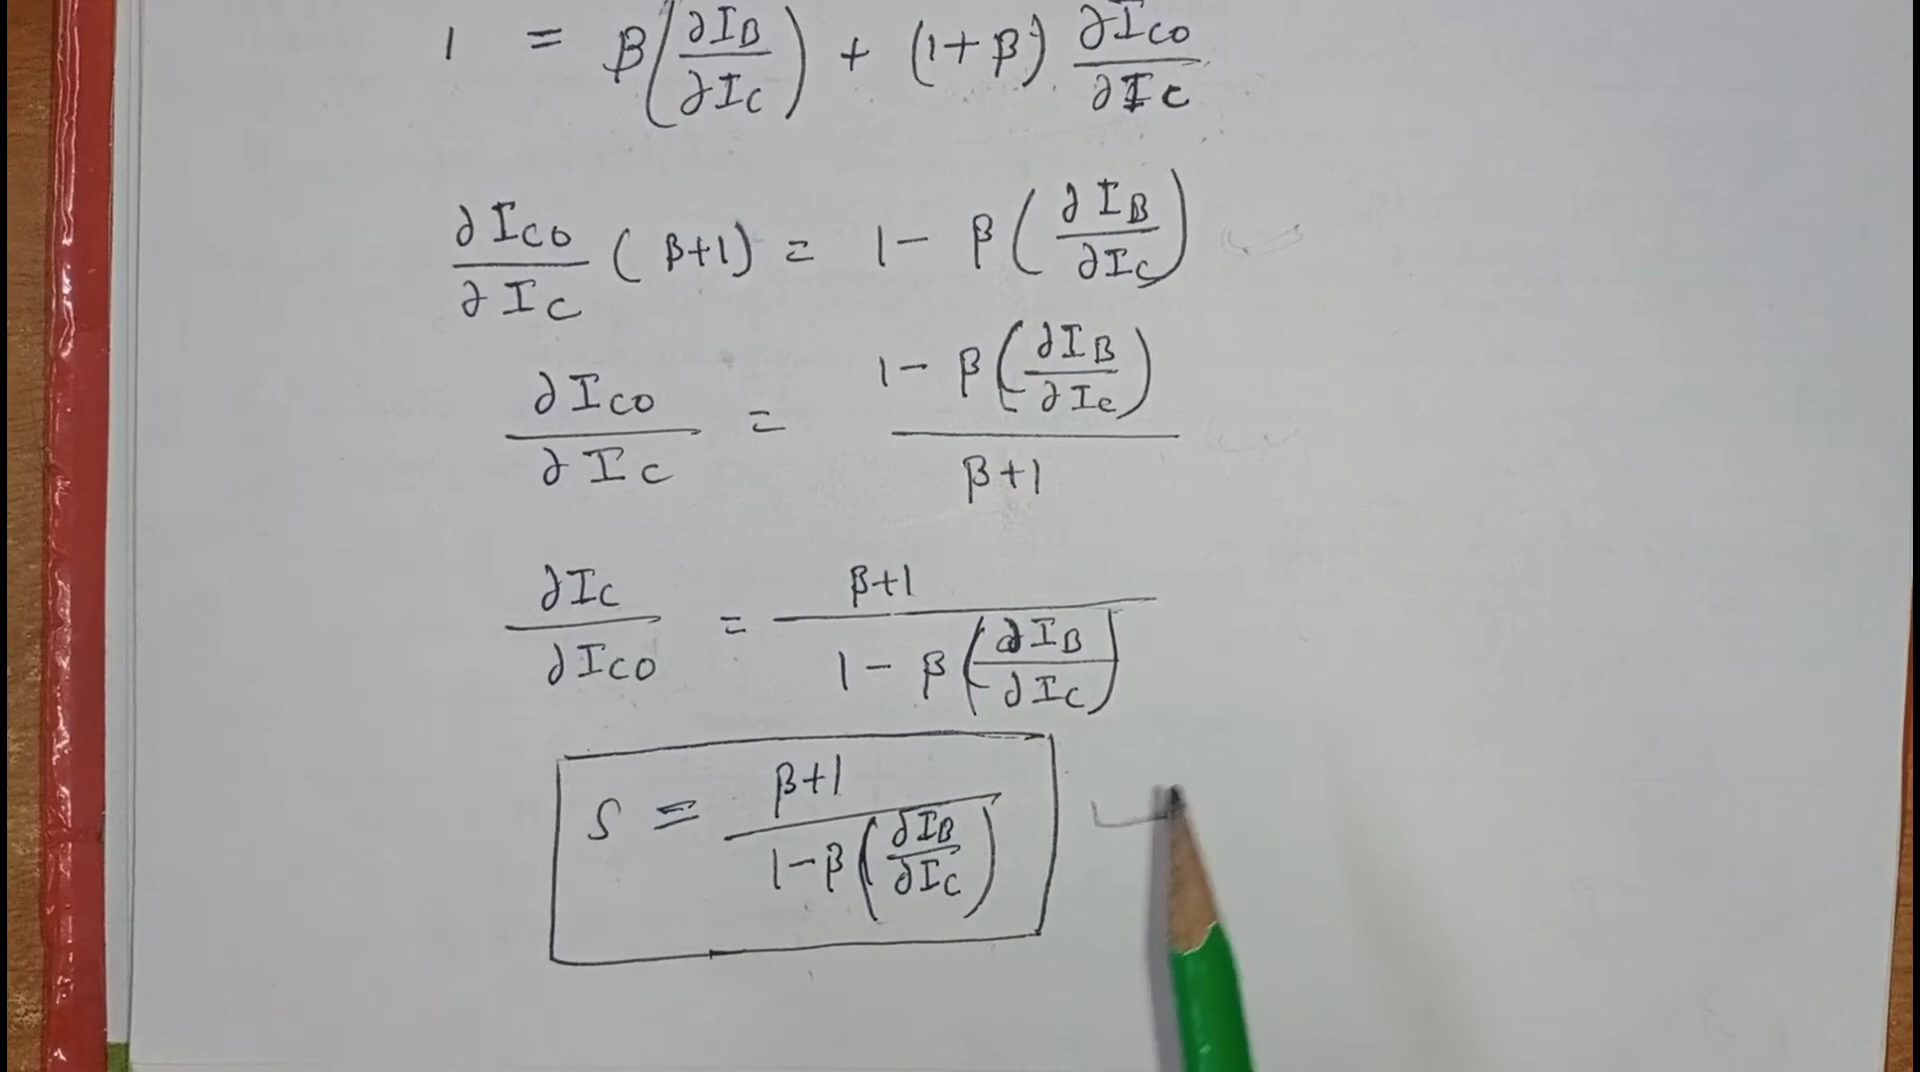 1 = β(∂I_B/∂I_C) + (1+β) ∂I_CO/∂I_C
∂I_CO/∂I_C (β+1) = 1 - β(∂I_B/∂I_C)
∂I_CO/∂I_C = (1 - β(∂I_B/∂I_C))/(β+1)
∂I_C/∂I_CO = (β+1)/(1 - β(∂I_B/∂I_C))
S = (β+1)/(1 - β(∂I_B/∂I_C))